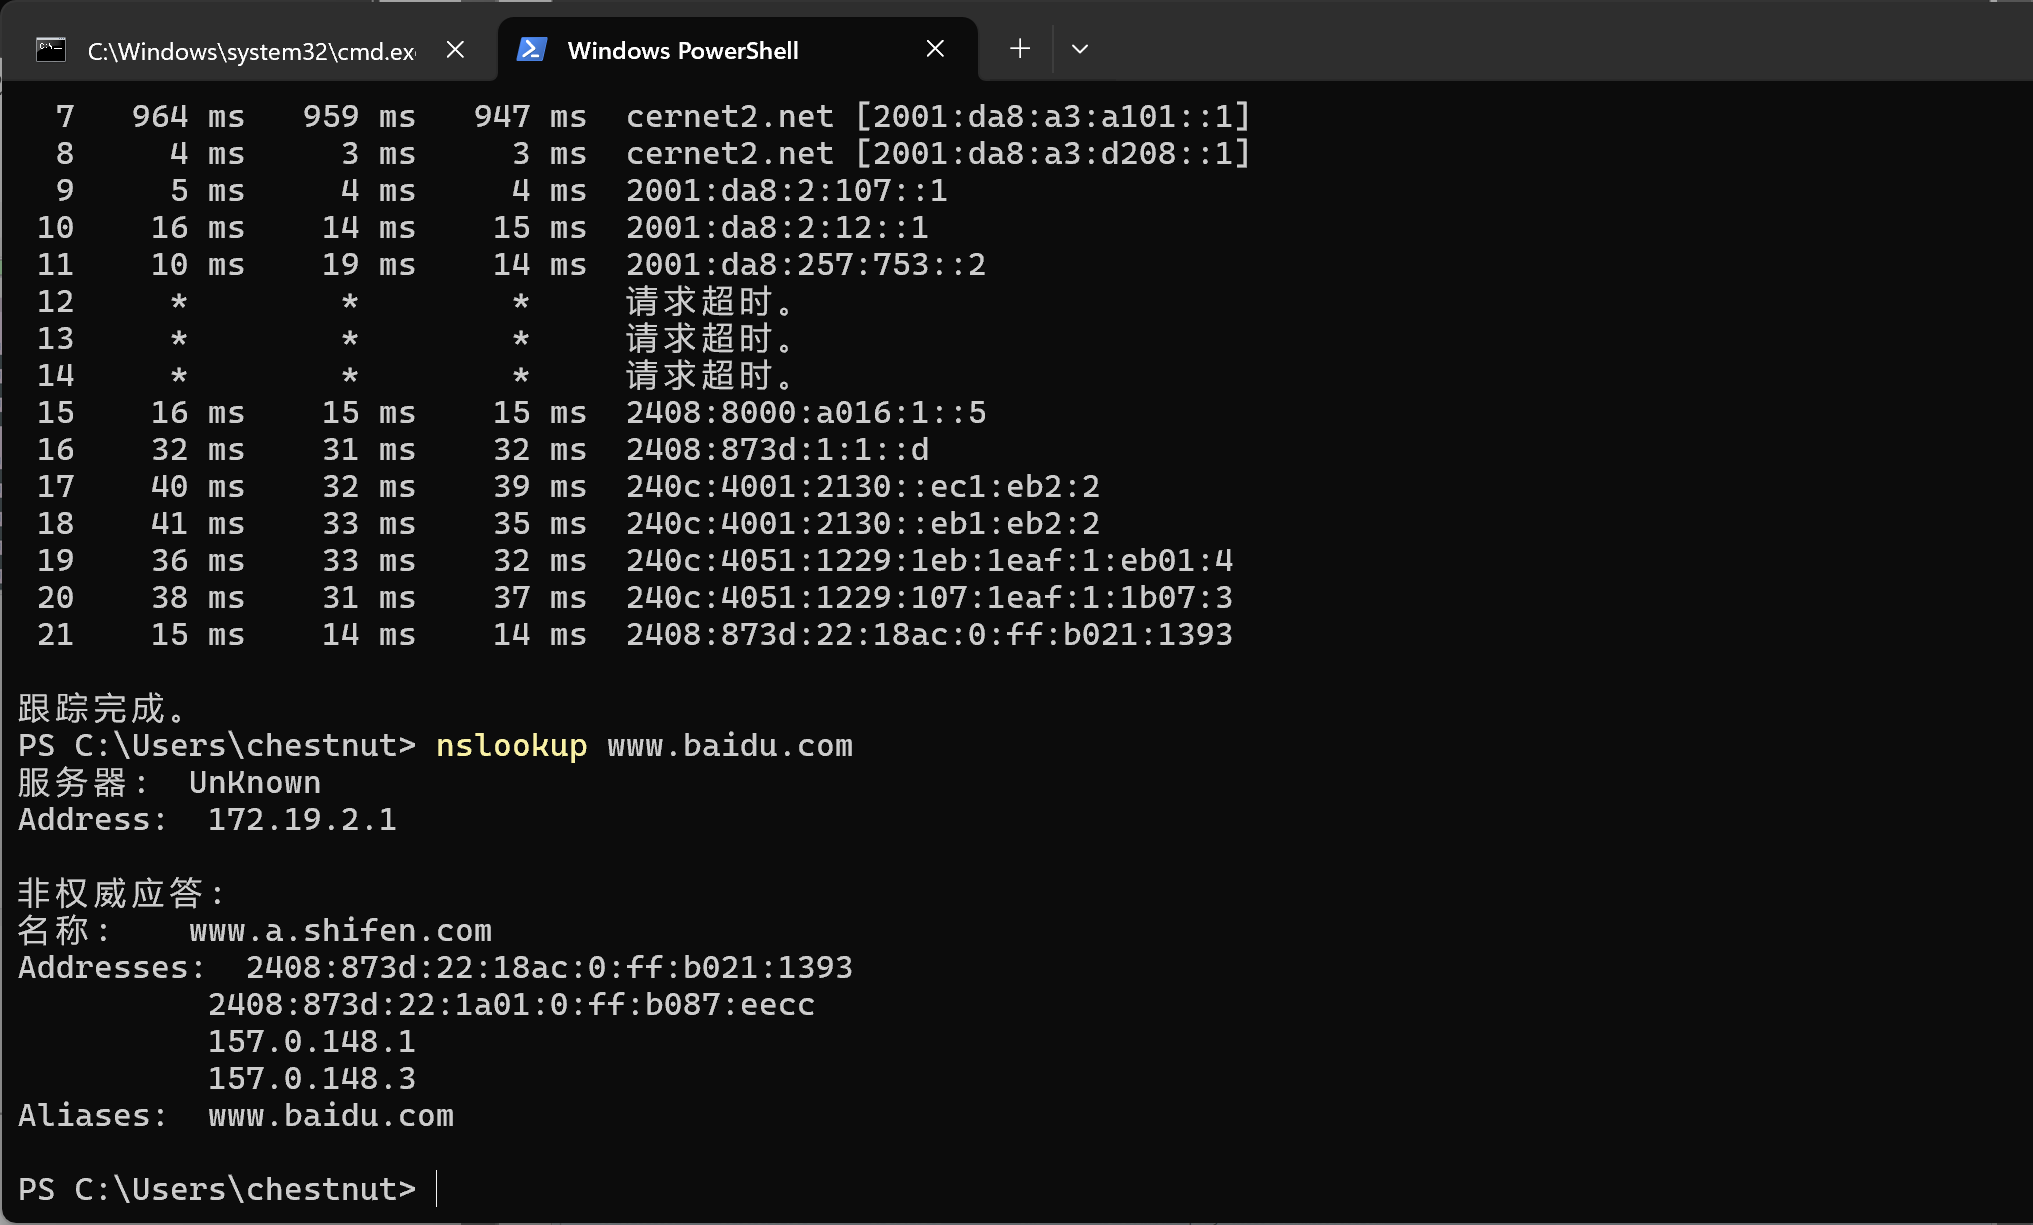 C:\Windows\system32\cmd.ex
Windows PowerShell
7 964 ms 959 ms 947 ms cernet2.net [2001:da8:a3:a101::1]
8 4 ms 3 ms 3 ms cernet2.net [2001:da8:a3:d208::1]
9 5 ms 4 ms 4 ms 2001:da8:2:107::1
10 16 ms 14 ms 15 ms 2001:da8:2:12::1
11 10 ms 19 ms 14 ms 2001:da8:257:753::2
12 * * * 请求超时。
13 * * * 请求超时。
14 * * * 请求超时。
15 16 ms 15 ms 15 ms 2408:8000:a016:1::5
16 32 ms 31 ms 32 ms 2408:873d:1:1::d
17 40 ms 32 ms 39 ms 240c:4001:2130::ec1:eb2:2
18 41 ms 33 ms 35 ms 240c:4001:2130::eb1:eb2:2
19 36 ms 33 ms 32 ms 240c:4051:1229:1eb:1eaf:1:eb01:4
20 38 ms 31 ms 37 ms 240c:4051:1229:107:1eaf:1:1b07:3
21 15 ms 14 ms 14 ms 2408:873d:22:18ac:0:ff:b021:1393
跟踪完成。
PS C:\Users\chestnut> nslookup www.baidu.com
服务器: UnKnown
Address: 172.19.2.1
非权威应答:
名称: www.a.shifen.com
Addresses: 2408:873d:22:18ac:0:ff:b021:1393
2408:873d:22:1a01:0:ff:b087:eecc
157.0.148.1
157.0.148.3
Aliases: www.baidu.com
PS C:\Users\chestnut>